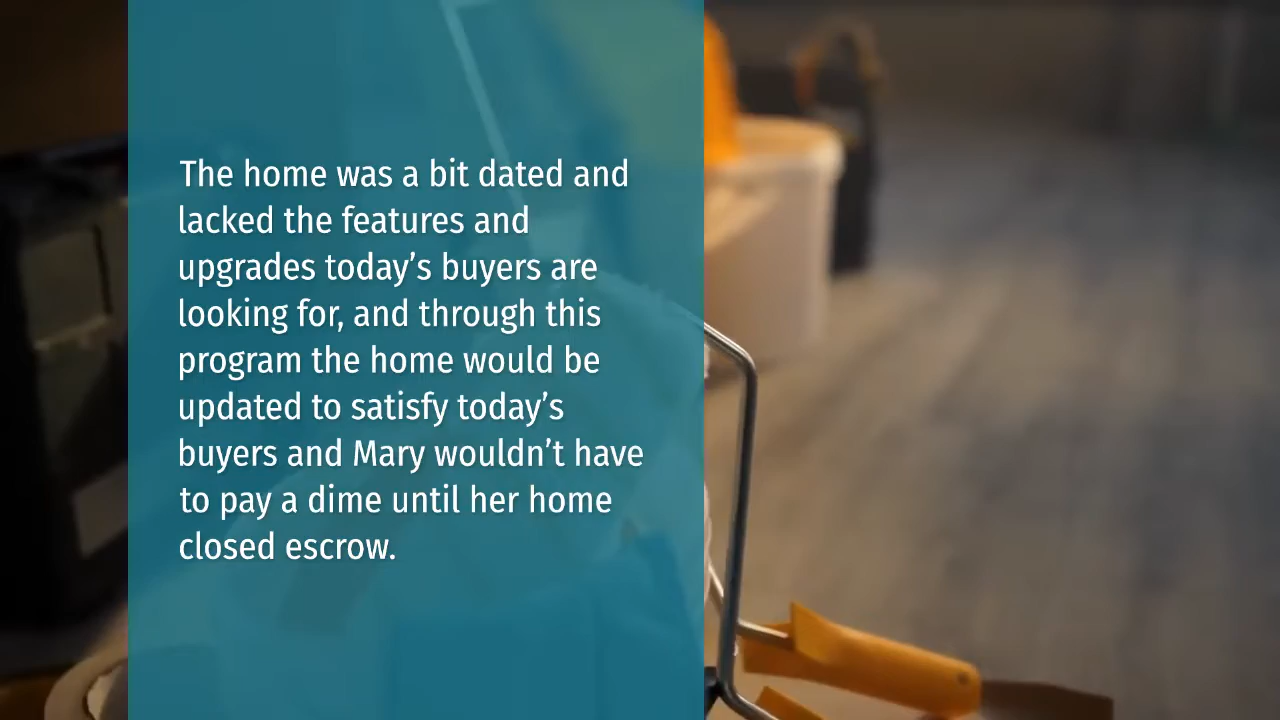 The home was a bit dated and
lacked the features and
upgrades today’s buyers are
looking for, and through this
program the home would be
updated to satisfy today’s
buyers and Mary wouldn’t have
to pay a dime until her home
closed escrow.